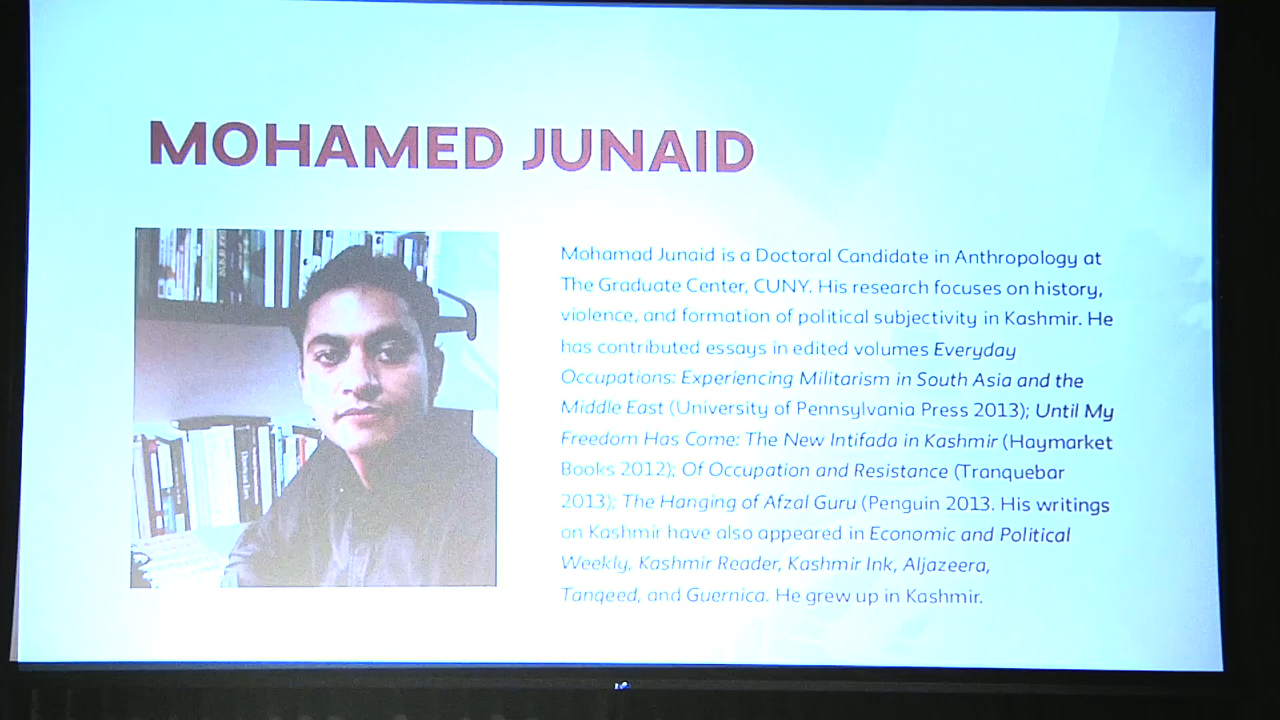 MOHAMED JUNAID
Mohamad Junaid is a Doctoral Candidate in Anthropology at
The Graduate Center, CUNY. His research focuses on history,
violence, and formation of political subjectivity in Kashmir. He
has contributed essays in edited volumes Everyday
Occupations: Experiencing Militarism in South Asia and the
Middle East (University of Pennsylvania Press 2013); Until My
Freedom Has Come: The New Intifada in Kashmir (Haymarket
Books 2012); Of Occupation and Resistance (Tranquebar
2013); The Hanging of Afzal Guru (Penguin 2013. His writings
on Kashmir have also appeared in Economic and Political
Weekly, Kashmir Reader, Kashmir Ink, Aljazeera,
Tanqeed, and Guernica. He grew up in Kashmir.